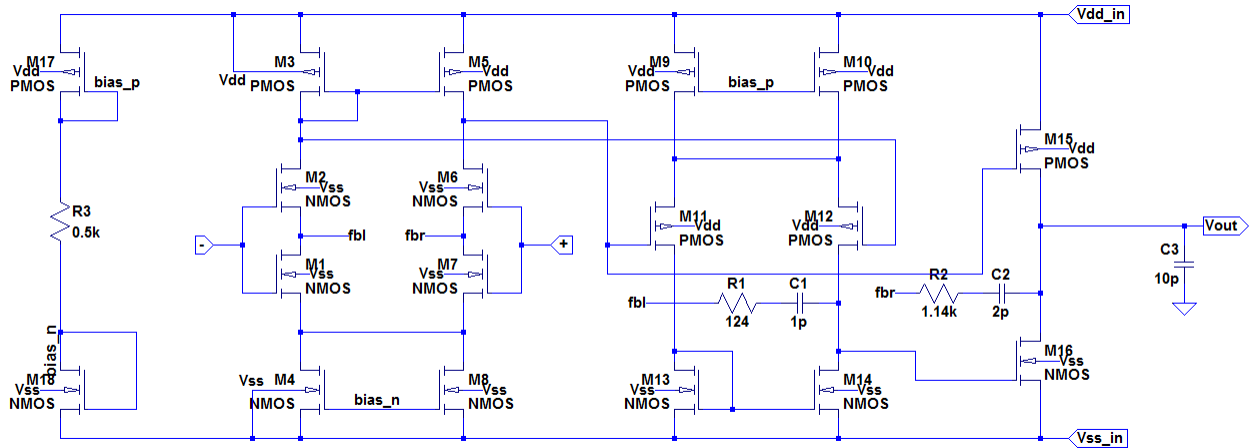 Vdd_in
M17
Vdd
PMOS
bias_p
M3
Vdd
PMOS
M5
Vdd
PMOS
M9
Vdd
PMOS
bias_p
M10
Vdd
PMOS
M15
Vdd
PMOS
M2
Vss
NMOS
M6
Vss
NMOS
R3
0.5k
M11
Vdd
PMOS
M12
Vdd
PMOS
-
fbl
fbr
+
Vout
M1
Vss
NMOS
M7
Vss
NMOS
C3
10p
fbl
R1
124
C1
1p
fbr
R2
1.14k
C2
2p
bias_n
M18
Vss
NMOS
Vss
M4
NMOS
bias_n
M8
Vss
NMOS
M13
Vss
NMOS
M14
Vss
NMOS
M16
Vss
NMOS
Vss_in